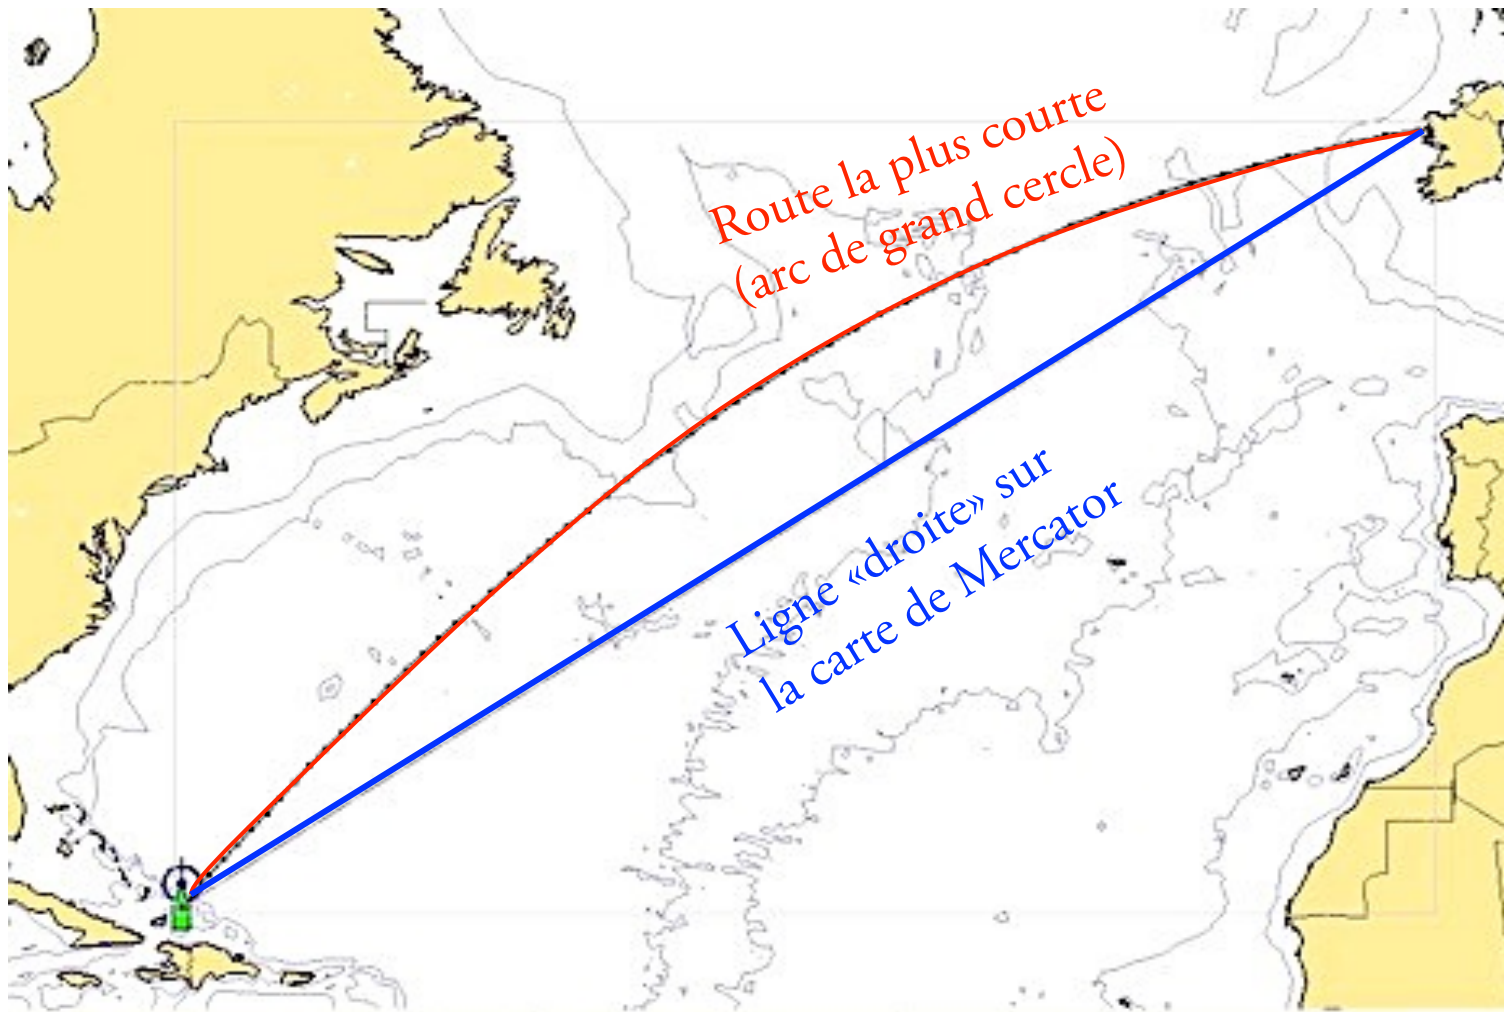 Route la plus courte
(arc de grand cercle)
Ligne «droite» sur
la carte de Mercator